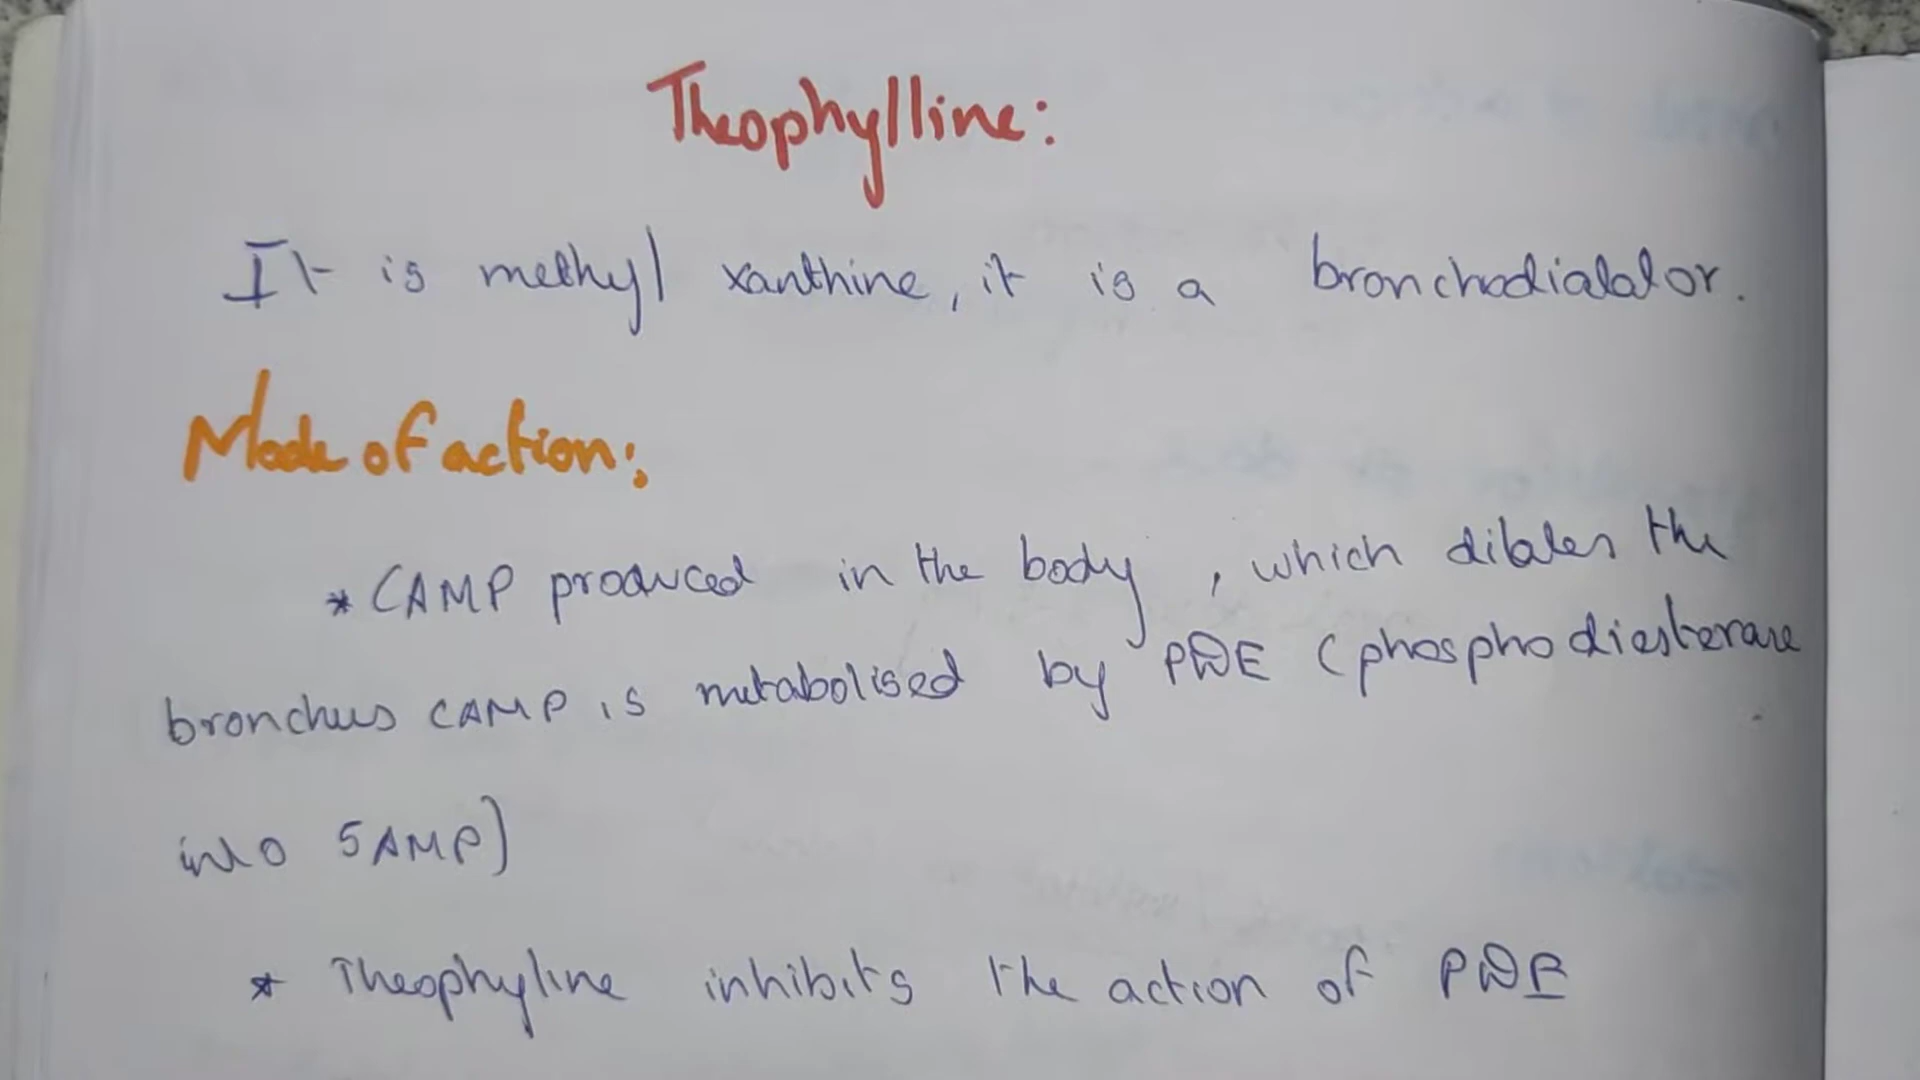 Theophylline:
It is methyl xanthine, it is a bronchodialator.
Mode of action:
* CAMP produced in the body, which dilates the
bronchus CAMP is metabolised by PDE (phosphodiesterase
into 5AMP)
* Theophyline inhibits the action of PDE